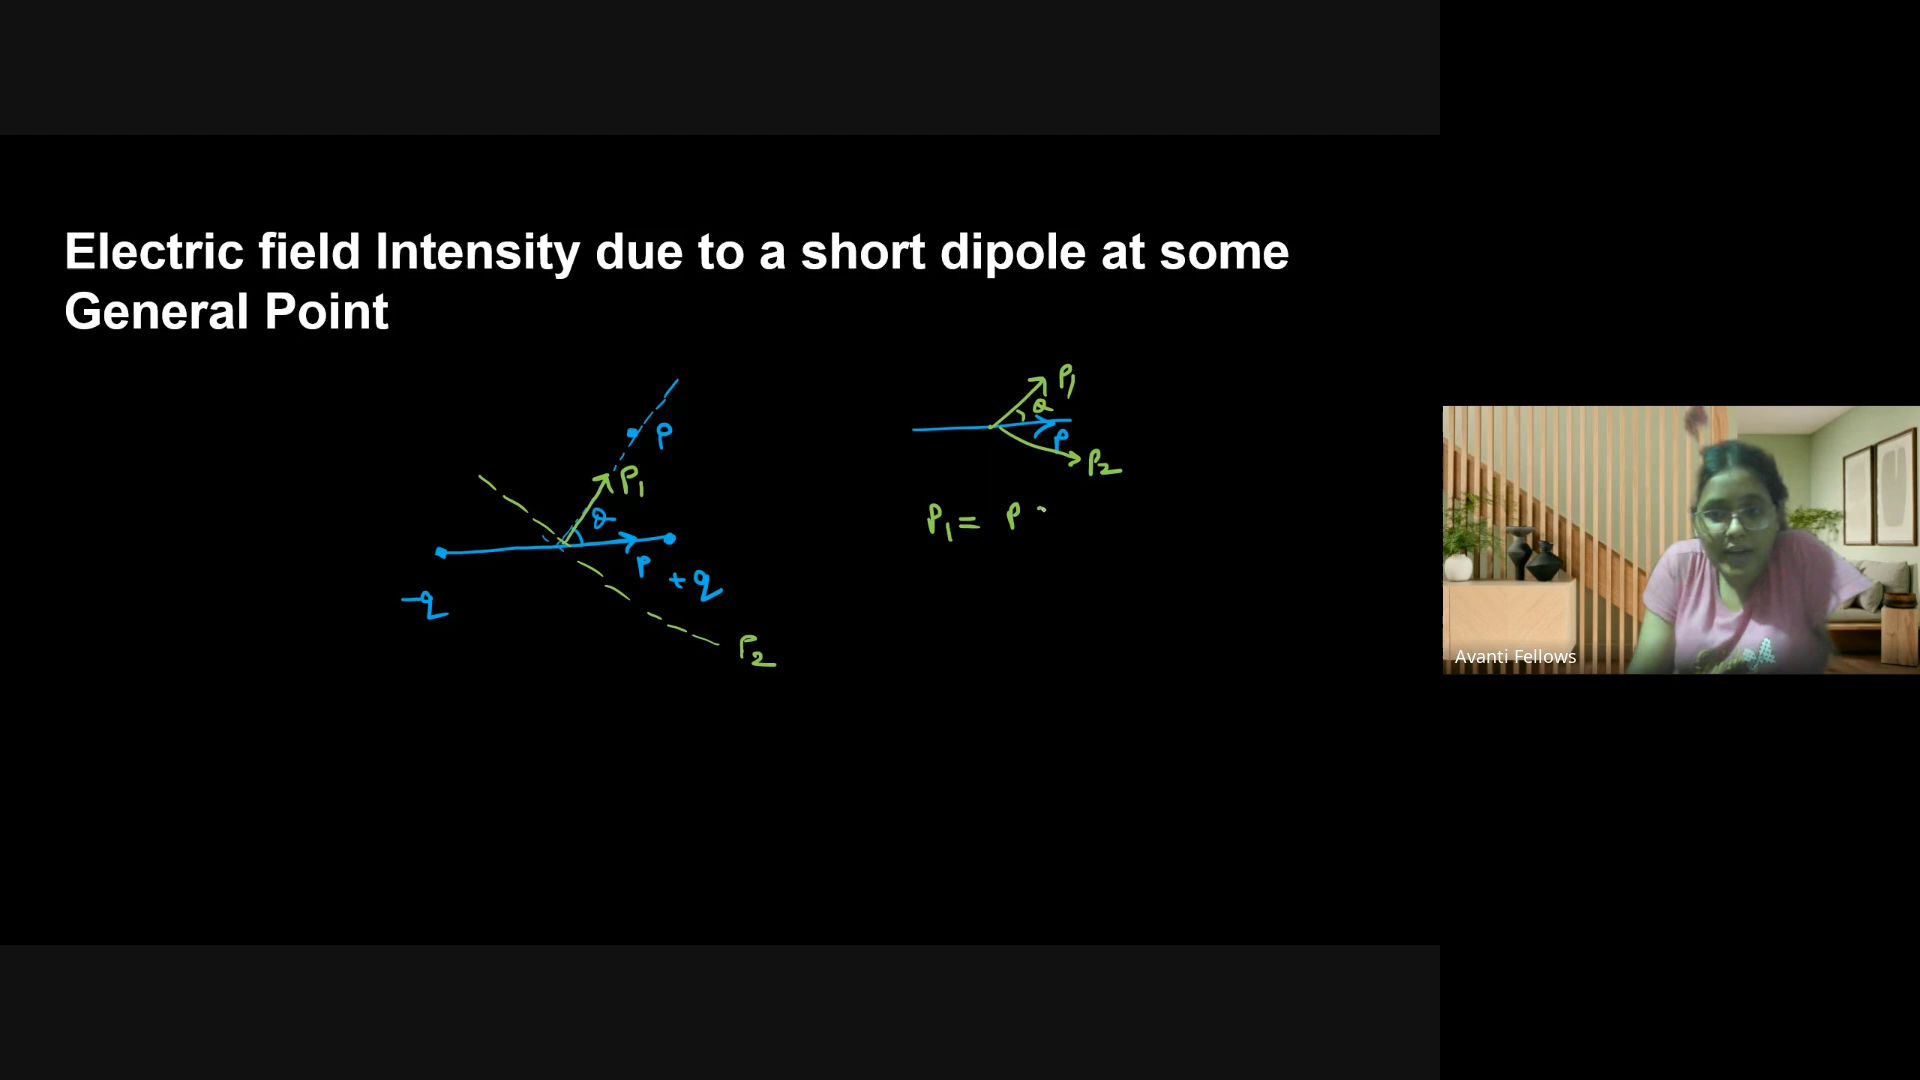 Electric field Intensity due to a short dipole at some
General Point
P
P1
θ
P
+q
-q
P2
P1
θ
P
P2
P1 = P
Avanti Fellows